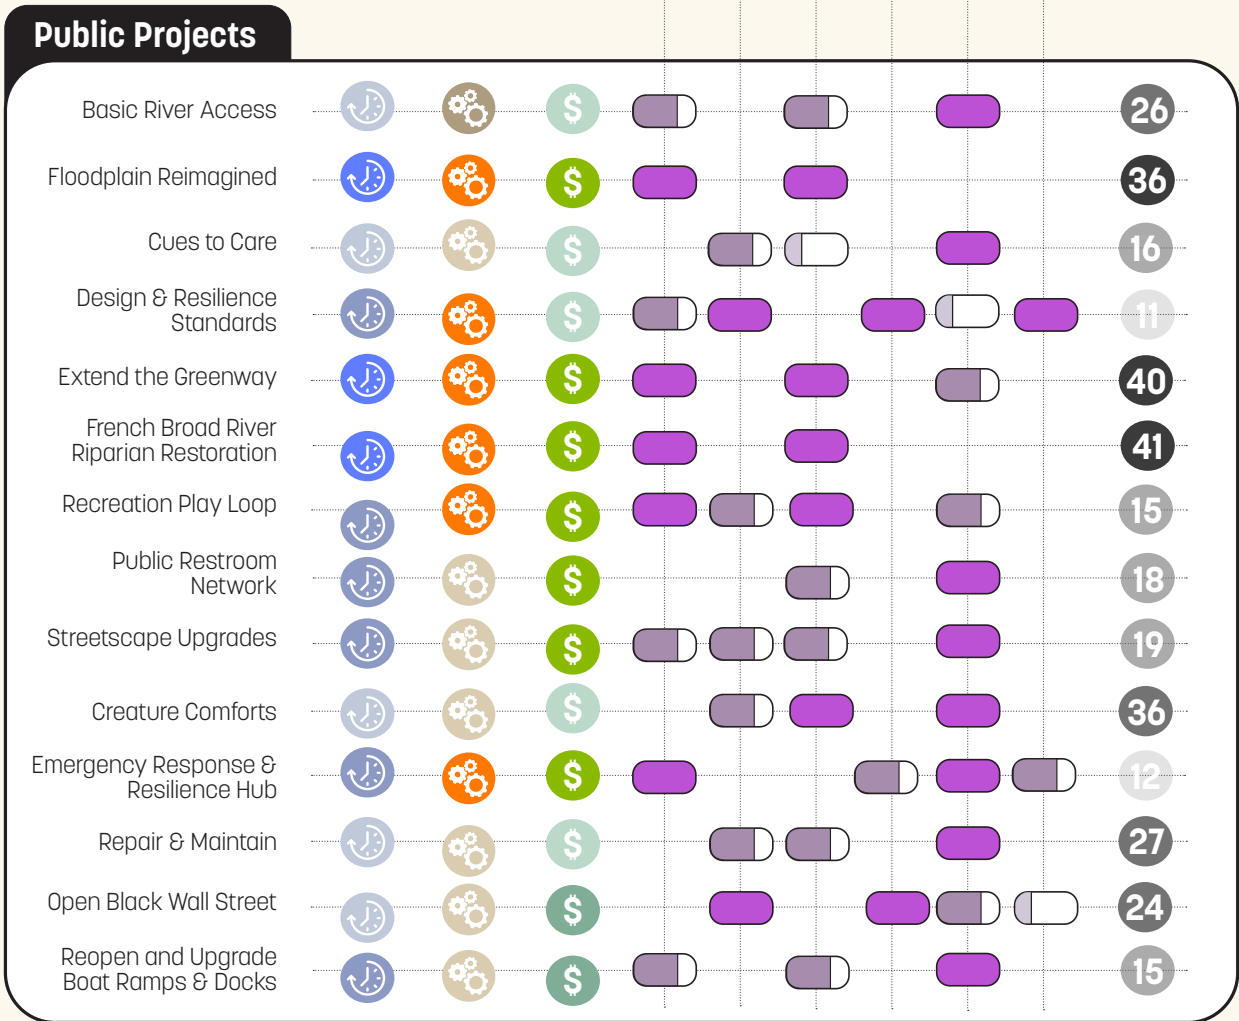 Public Projects
Basic River Access
$
26
Floodplain Reimagined
$
36
Cues to Care
$
16
Design & Resilience
Standards
$
11
Extend the Greenway
$
40
French Broad River
Riparian Restoration
$
41
Recreation Play Loop
$
15
Public Restroom
Network
$
18
Streetscape Upgrades
$
19
Creature Comforts
$
36
Emergency Response &
Resilience Hub
$
12
Repair & Maintain
$
27
Open Black Wall Street
$
24
Reopen and Upgrade
Boat Ramps & Docks
$
15